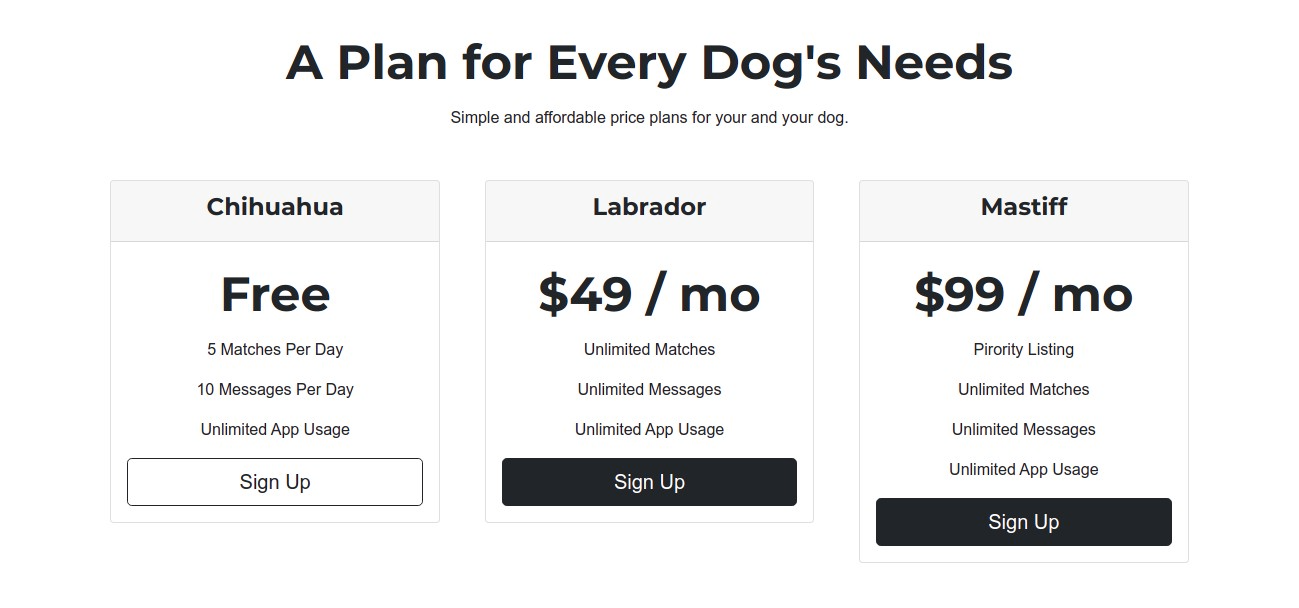 A Plan for Every Dog's Needs
Simple and affordable price plans for your and your dog.
Chihuahua
Free
5 Matches Per Day
10 Messages Per Day
Unlimited App Usage
Sign Up
Labrador
$49 / mo
Unlimited Matches
Unlimited Messages
Unlimited App Usage
Sign Up
Mastiff
$99 / mo
Pirority Listing
Unlimited Matches
Unlimited Messages
Unlimited App Usage
Sign Up